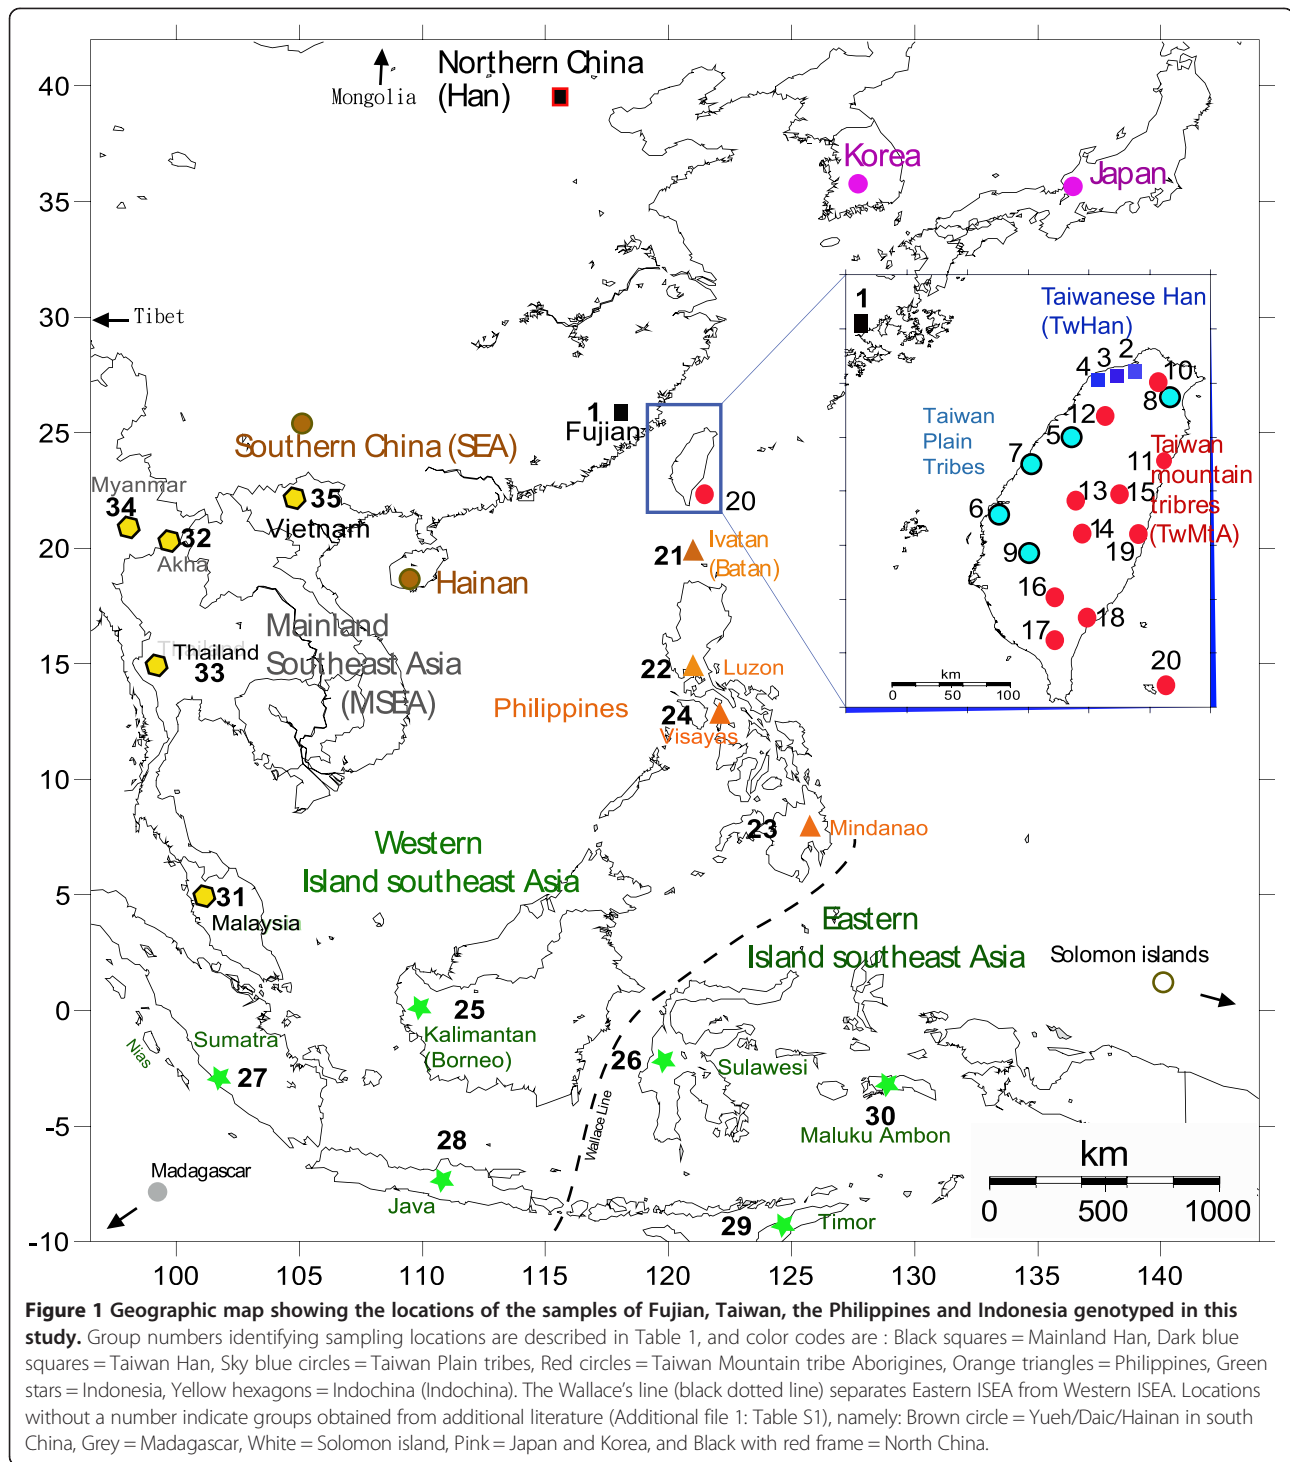 40
35
30
25
20
15
10
5
0
-5
-10
100
105
110
115
120
125
130
135
140
Mongolia
Northern China
(Han)
Korea
Japan
Tibet
1
Fujian
Southern China (SEA)
Myanmar
34
32
Akha
35
Vietnam
Hainan
Mainland
Southeast Asia
(MSEA)
Thailand
Thailand
33
20
21
Ivatan
(Batan)
22
Luzon
Philippines
24
Visayas
23
Mindanao
Western
Island southeast Asia
31
Malaysia
Eastern
Island southeast Asia
Solomon islands
25
Kalimantan
(Borneo)
Nias
Sumatra
27
26
Sulawesi
Wallace Line
30
Maluku Ambon
28
Java
Madagascar
29
Timor
km
0 500 1000
1
Taiwanese Han
(TwHan)
4 3 2
10
8
12
Taiwan
Plain
Tribes
5
7
Taiwan
mountain
tribres
(TwMtA)
11
13
15
6
14
19
9
16
18
17
20
km
0 50 100
Figure 1 Geographic map showing the locations of the samples of Fujian, Taiwan, the Philippines and Indonesia genotyped in this
study. Group numbers identifying sampling locations are described in Table 1, and color codes are : Black squares = Mainland Han, Dark blue
squares = Taiwan Han, Sky blue circles = Taiwan Plain tribes, Red circles = Taiwan Mountain tribe Aborigines, Orange triangles = Philippines, Green
stars = Indonesia, Yellow hexagons = Indochina (Indochina). The Wallace's line (black dotted line) separates Eastern ISEA from Western ISEA. Locations
without a number indicate groups obtained from additional literature (Additional file 1: Table S1), namely: Brown circle = Yueh/Daic/Hainan in south
China, Grey = Madagascar, White = Solomon island, Pink = Japan and Korea, and Black with red frame = North China.